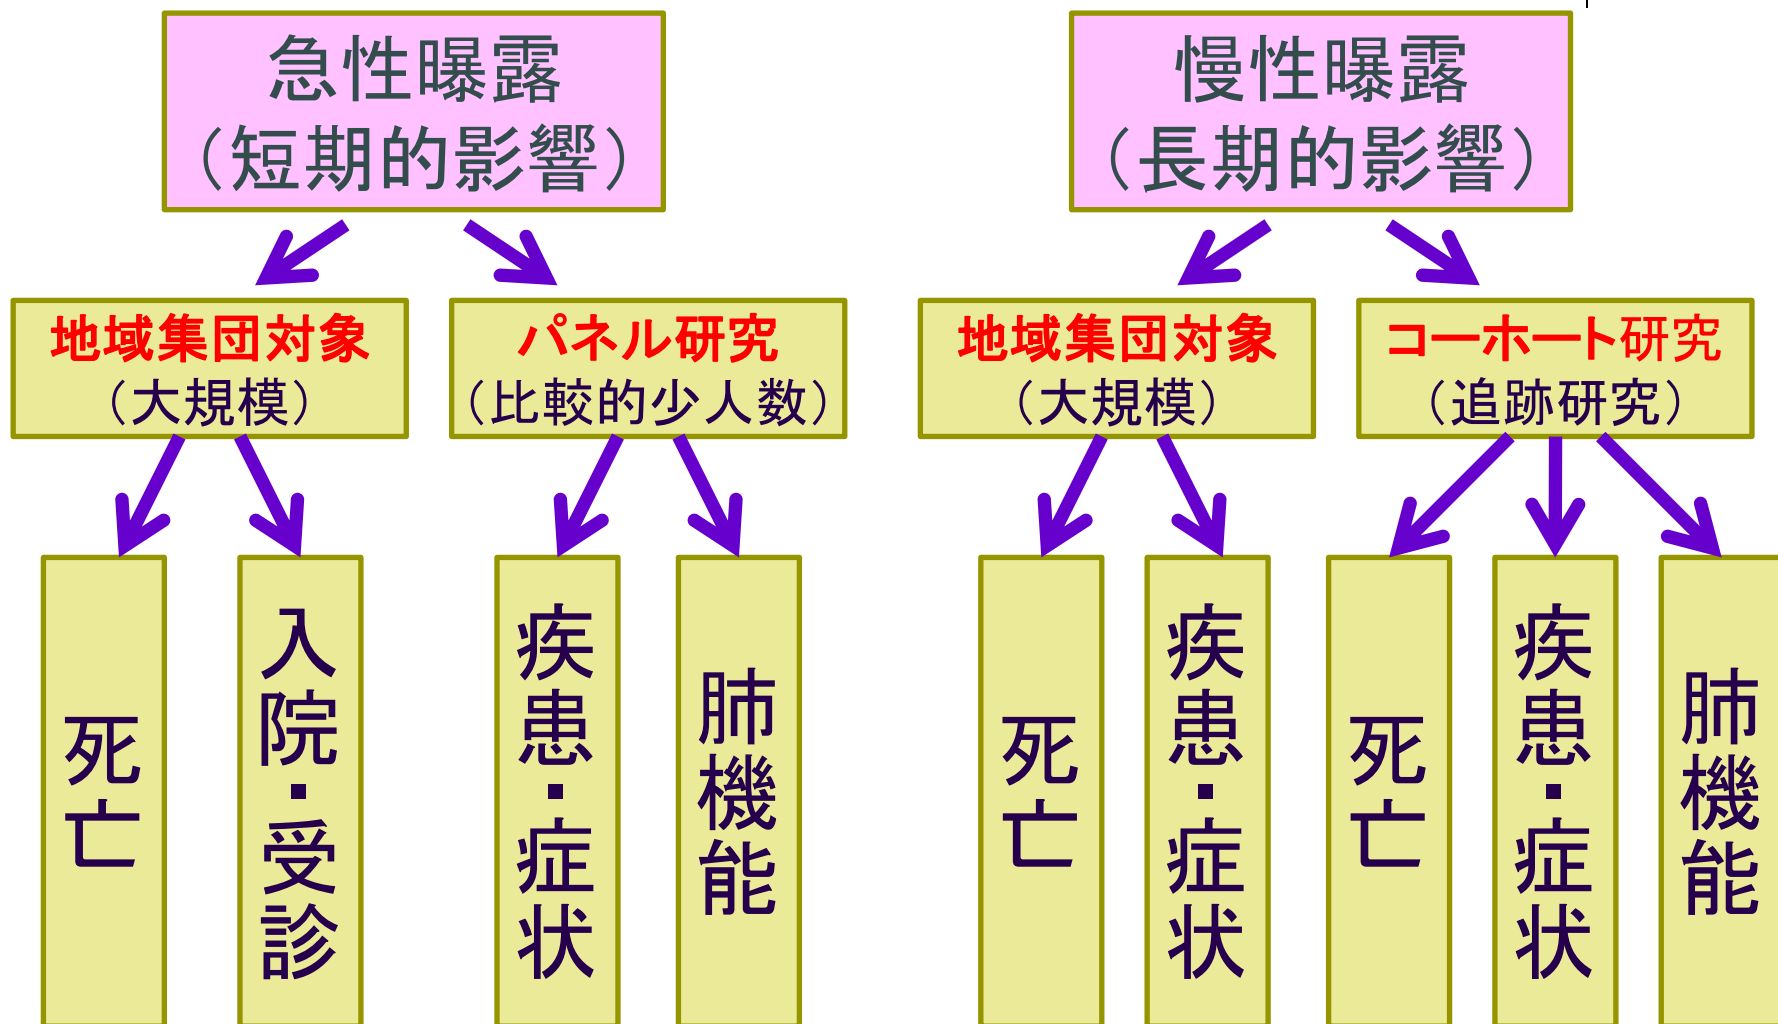 急性曝露
（短期的影響）
慢性曝露
（長期的影響）
地域集団対象
（大規模）
パネル研究
（比較的少人数）
地域集団対象
（大規模）
コーホート研究
（追跡研究）
死亡
入院・受診
疾患・症状
肺機能
死亡
疾患・症状
死亡
疾患・症状
肺機能